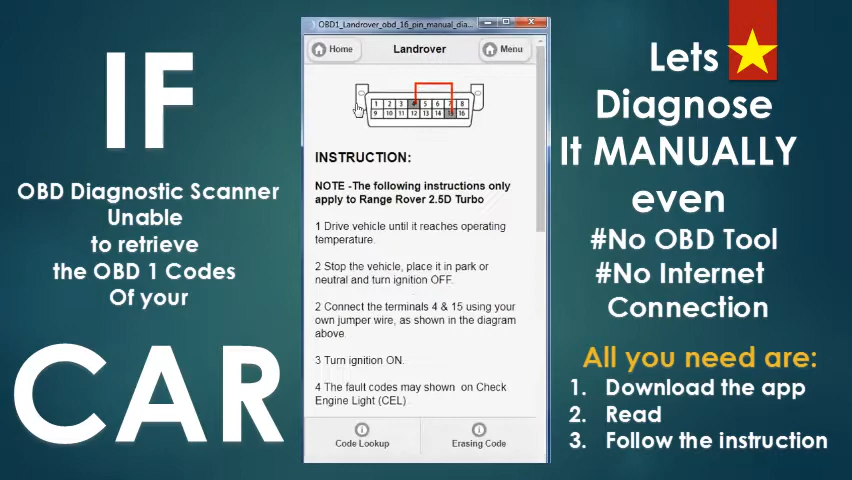 IF
OBD Diagnostic Scanner
Unable
to retrieve
the OBD 1 Codes
Of your
CAR
OBD1_Landrover_obd_16_pin_manual_dia...
Home
Landrover
Menu
1 2 3 4 5 6 7 8
9 10 11 12 13 14 15 16
INSTRUCTION:
NOTE -The following instructions only
apply to Range Rover 2.5D Turbo
1 Drive vehicle until it reaches operating
temperature.
2 Stop the vehicle, place it in park or
neutral and turn ignition OFF.
2 Connect the terminals 4 & 15 using your
own jumper wire, as shown in the diagram
above.
3 Turn ignition ON.
4 The fault codes may shown on Check
Engine Light (CEL).
Code Lookup
Erasing Code
Lets
Diagnose
It MANUALLY
even
#No OBD Tool
#No Internet
Connection
All you need are:
1. Download the app
2. Read
3. Follow the instruction